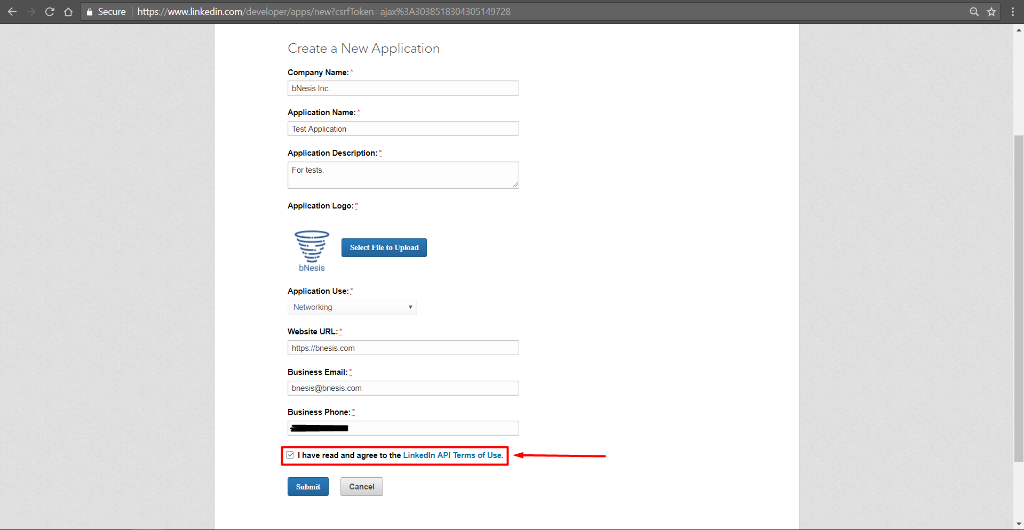 Secure
https://www.linkedin.com/developer/apps/new?csrfToken=ajax%3A3038518304305149728
Create a New Application
Company Name: *
bNesis Inc.
Application Name: *
Test Application
Application Description: *
For tests.
Application Logo: *
bNesis
Select File to Upload
Application Use: *
Networking
Website URL: *
https://bnesis.com
Business Email: *
bnesis@bnesis.com
Business Phone: *
I have read and agree to the LinkedIn API Terms of Use.
Submit
Cancel